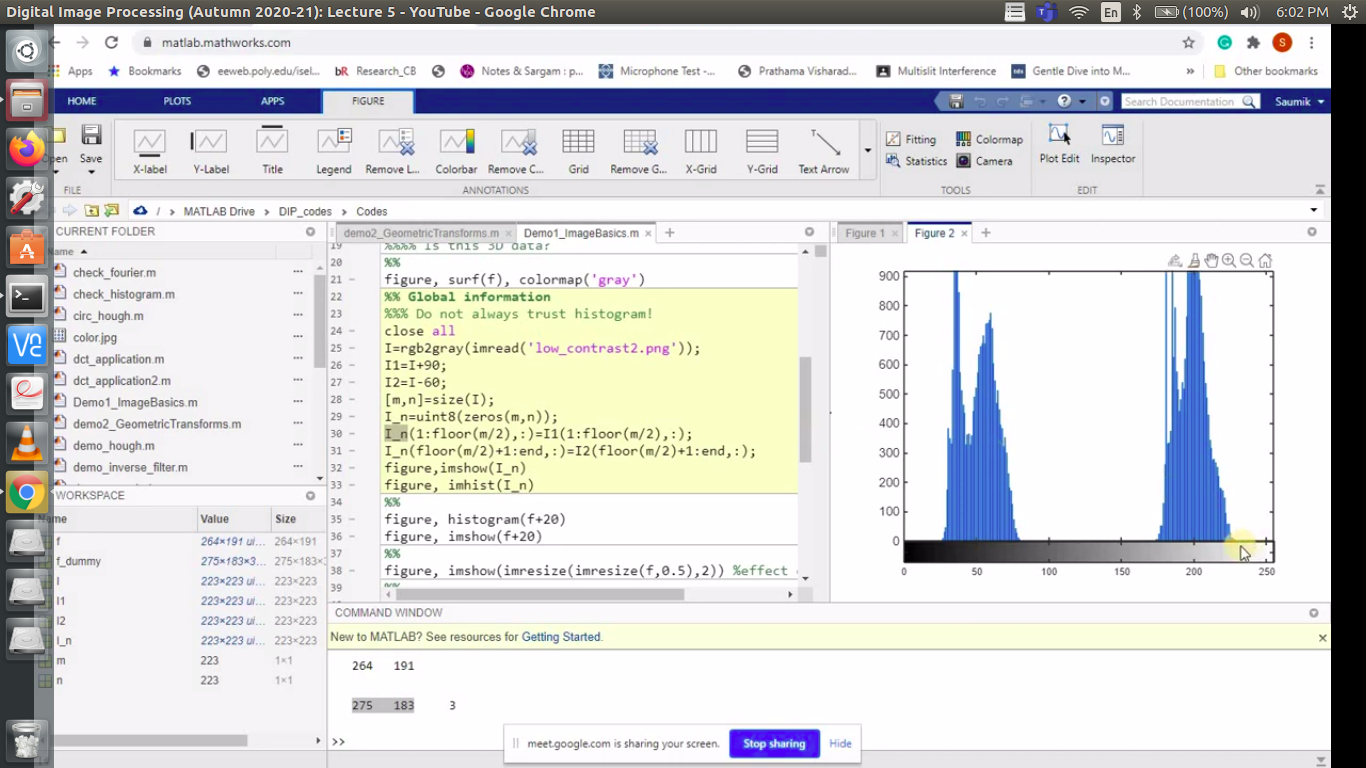 Digital Image Processing (Autumn 2020-21): Lecture 5 - YouTube - Google Chrome
En
(100%)
6:02 PM
matlab.mathworks.com
S
Apps
Bookmarks
eeweb.poly.edu/isel...
bR Research_CB
Notes & Sargam : p...
Microphone Test -...
Prathama Visharad...
Multislit Interference
Gentle Dive into M...
»
Other bookmarks
HOME
PLOTS
APPS
FIGURE
Search Documentation
Saumik
Open
Save
X-label
Y-Label
Title
Legend
Remove L...
Colorbar
Remove C...
Grid
Remove G...
X-Grid
Y-Grid
Text Arrow
Fitting
Colormap
Statistics
Camera
Plot Edit
Inspector
FILE
ANNOTATIONS
TOOLS
EDIT
/ MATLAB Drive DIP_codes Codes
CURRENT FOLDER
Name
check_fourier.m
check_histogram.m
circ_hough.m
color.jpg
dct_application.m
dct_application2.m
Demo1_ImageBasics.m
demo2_GeometricTransforms.m
demo_hough.m
demo_inverse_filter.m
WORKSPACE
Name Value Size
f 264×191 ui... 264×191
f_dummy 275×183×3... 275×183×
I 223×223 ui... 223×223
I1 223×223 ui... 223×223
I2 223×223 ui... 223×223
I_n 223×223 ui... 223×223
m 223 1×1
n 223 1×1
demo2_GeometricTransforms.m
Demo1_ImageBasics.m
19 %%%% Is this 3D data?
20 %%
21 figure, surf(f), colormap('gray')
22 %% Global information
23 %%% Do not always trust histogram!
24 close all
25 I=rgb2gray(imread('low_contrast2.png'));
26 I1=I+90;
27 I2=I-60;
28 [m,n]=size(I);
29 I_n=uint8(zeros(m,n));
30 I_n(1:floor(m/2),:)=I1(1:floor(m/2),:);
31 I_n(floor(m/2)+1:end,:)=I2(floor(m/2)+1:end,:);
32 figure,imshow(I_n)
33 figure, imhist(I_n)
34 %%
35 figure, histogram(f+20)
36 figure, imshow(f+20)
37 %%
38 figure, imshow(imresize(imresize(f,0.5),2)) %effect
39 %%
Figure 1
Figure 2
900
800
700
600
500
400
300
200
100
0
0 50 100 150 200 250
COMMAND WINDOW
New to MATLAB? See resources for Getting Started.
264 191
275 183 3
>>
meet.google.com is sharing your screen.
Stop sharing
Hide